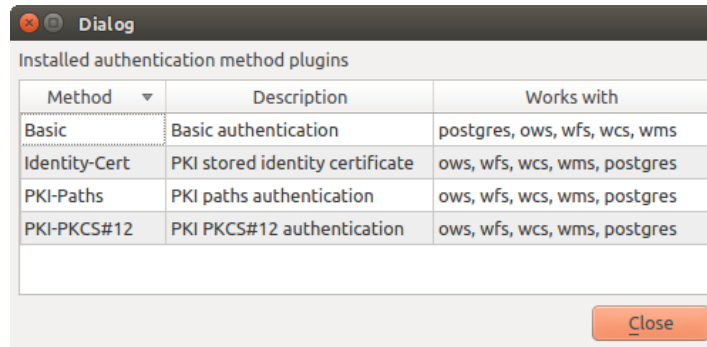 Dialog
Installed authentication method plugins
Method Description Works with
Basic Basic authentication postgres, ows, wfs, wcs, wms
Identity-Cert PKI stored identity certificate ows, wfs, wcs, wms, postgres
PKI-Paths PKI paths authentication ows, wfs, wcs, wms, postgres
PKI-PKCS#12 PKI PKCS#12 authentication ows, wfs, wcs, wms, postgres
Close